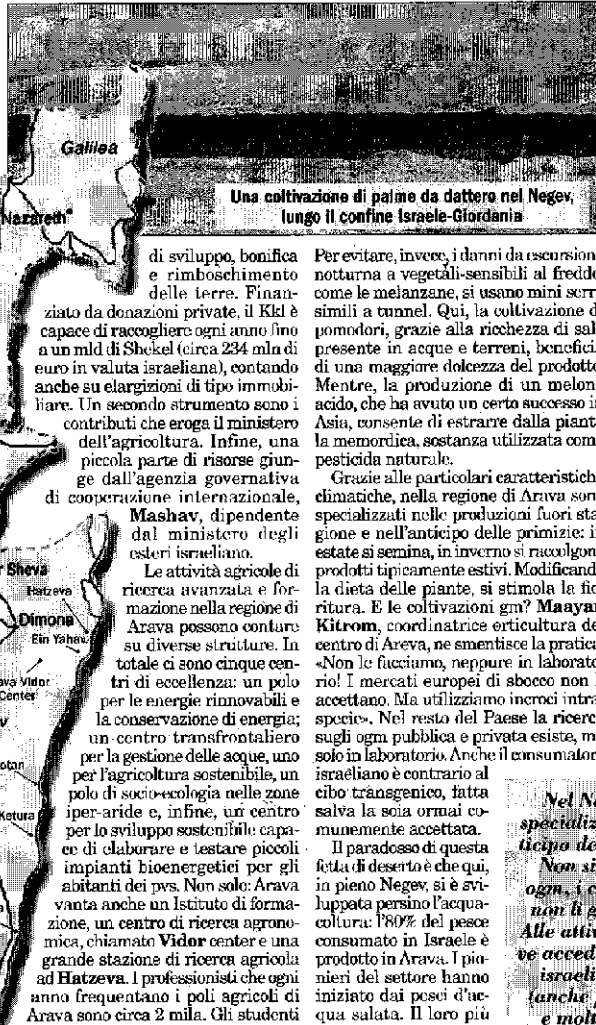 Galilea
Nazareth
Una coltivazione di palme da dattero nel Negev,
lungo il confine Israele-Giordania
di sviluppo, bonifica
e rimboschimento
delle terre. Finan-
ziato da donazioni private, il Kkl è
capace di raccogliere ogni anno fino
a un mld di Shekel (circa 234 mln di
euro in valuta israeliana), contando
anche su elargizioni di tipo immobi-
liare. Un secondo strumento sono i
contributi che eroga il ministero
dell'agricoltura. Infine, una
piccola parte di risorse giun-
ge dall'agenzia governativa
di cooperazione internazionale,
Mashav, dipendente
dal ministero degli
esteri israeliano.
Le attività agricole di
ricerca avanzata e for-
mazione nella regione di
Arava possono contare
su diverse strutture. In
totale ci sono cinque cen-
tri di eccellenza: un polo
per le energie rinnovabili e
la conservazione di energia;
un centro transfrontaliero
per la gestione delle acque, uno
per l'agricoltura sostenibile, un
polo di socio-ecologia nelle zone
iper-aride e, infine, un centro
per lo sviluppo sostenibile capa-
ce di elaborare e testare piccoli
impianti bioenergetici per gli
abitanti dei pvs. Non solo: Arava
vanta anche un Istituto di forma-
zione, un centro di ricerca agrono-
mica, chiamato Vidor center e una
grande stazione di ricerca agricola
ad Hatzeva. I professionisti che ogni
anno frequentano i poli agricoli di
Arava sono circa 2 mila. Gli studenti
Sheva
Hatzeva
Dimona
Ein Yahav
ava Vidor
Center
v
otan
Ketura
Per evitare, invece, i danni da escursion
notturna a vegetali-sensibili al freddo
come le melanzane, si usano mini serr
simili a tunnel. Qui, la coltivazione d
pomodori, grazie alla ricchezza di sal
presente in acque e terreni, benefici
di una maggiore dolcezza del prodotto
Mentre, la produzione di un melon
acido, che ha avuto un certo successo i
Asia, consente di estrarre dalla piant
la memordica, sostanza utilizzata com
pesticida naturale.
Grazie alle particolari caratteristich
climatiche, nella regione di Arava son
specializzati nelle produzioni fuori sta
gione e nell'anticipo delle primizie: i
estate si semina, in inverno si raccolgon
prodotti tipicamente estivi. Modificand
la dieta delle piante, si stimola la fio
ritura. E le coltivazioni gm? Maayan
Kitrom, coordinatrice orticultura de
centro di Areva, ne smentisce la pratica
«Non le facciamo, neppure in laborato
rio! I mercati europei di sbocco non l
accettano. Ma utilizziamo incroci intra
specie». Nel resto del Paese la ricerc
sugli ogm pubblica e privata esiste, m
solo in laboratorio. Anche il consumator
israeliano è contrario al
cibo transgenico, fatta
salva la soia ormai co-
munemente accettata.
Il paradosso di questa
fetta di deserto è che qui,
in pieno Negev, si è svi-
luppata persino l'acqua-
coltura: l'80% del pesce
consumato in Israele è
prodotto in Arava. I pio-
nieri del settore hanno
iniziato dai pesci d'ac-
qua salata. Il loro più
Nel N
specializ
ticipo de
Non si
ogm, i c
non li g
Alle attiv
ve acced
israeli
(anche
e molt